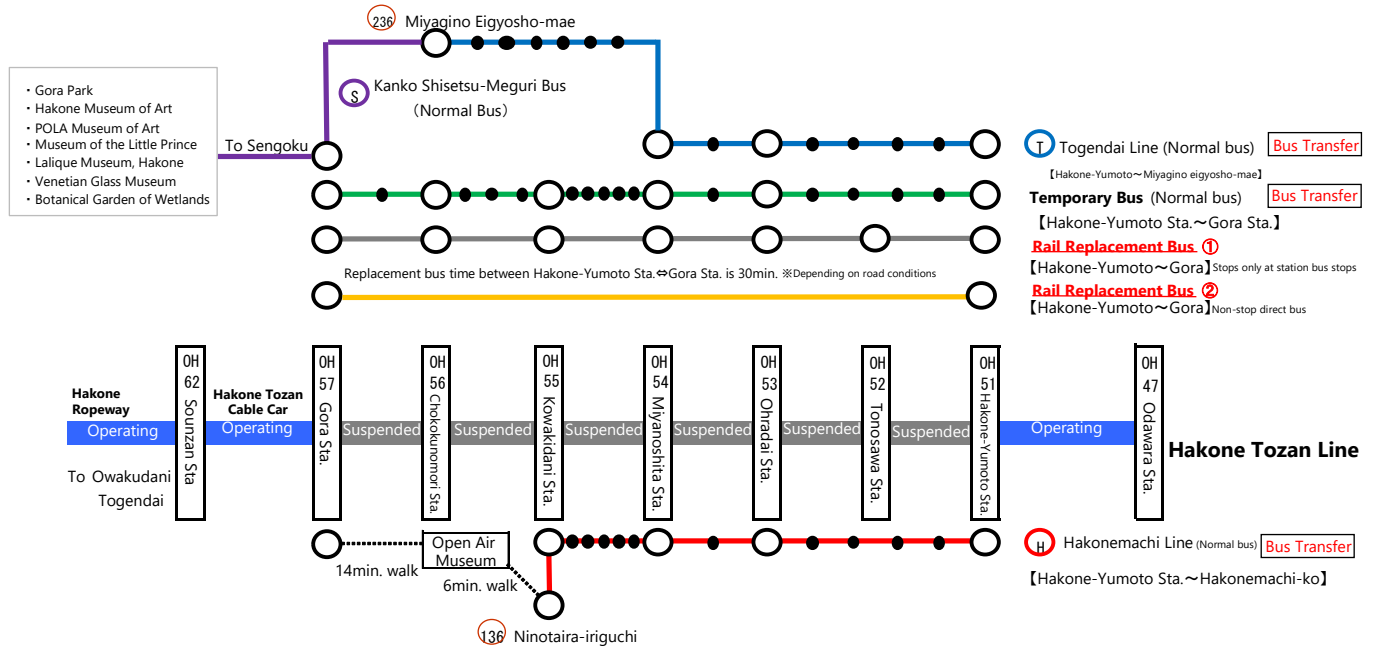 236 Miyagino Eigyosho-mae
・Gora Park
・Hakone Museum of Art
・POLA Museum of Art
・Museum of the Little Prince
・Lalique Museum, Hakone
・Venetian Glass Museum
・Botanical Garden of Wetlands
To Sengoku
S Kanko Shisetsu-Meguri Bus
（Normal Bus）
T Togendai Line (Normal bus) Bus Transfer
【Hakone-Yumoto～Miyagino eigyosho-mae】
Temporary Bus (Normal bus) Bus Transfer
【Hakone-Yumoto Sta.～Gora Sta.】
Rail Replacement Bus ①
【Hakone-Yumoto～Gora】Stops only at station bus stops
Replacement bus time between Hakone-Yumoto Sta.⇔Gora Sta. is 30min. ※Depending on road conditions
Rail Replacement Bus ②
【Hakone-Yumoto～Gora】Non-stop direct bus
Hakone
Ropeway
Operating
To Owakudani
Togendai
OH
62
Sounzan Sta
Hakone Tozan
Cable Car
Operating
OH
57
Gora Sta.
Suspended
OH
56
Chokokunomori Sta.
Suspended
OH
55
Kowakidani Sta.
Suspended
OH
54
Miyanoshita Sta.
Suspended
OH
53
Ohradai Sta.
Suspended
OH
52
Tonosawa Sta.
Suspended
OH
51
Hakone-Yumoto Sta.
Operating
OH
47
Odawara Sta.
Hakone Tozan Line
14min. walk
Open Air
Museum
6min. walk
136 Ninotaira-iriguchi
H Hakonemachi Line (Normal bus) Bus Transfer
【Hakone-Yumoto Sta.～Hakonemachi-ko】